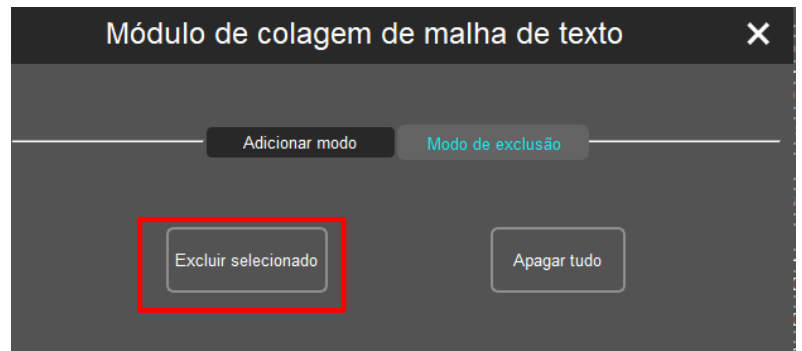 Módulo de colagem de malha de texto
Adicionar modo
Modo de exclusão
Excluir selecionado
Apagar tudo